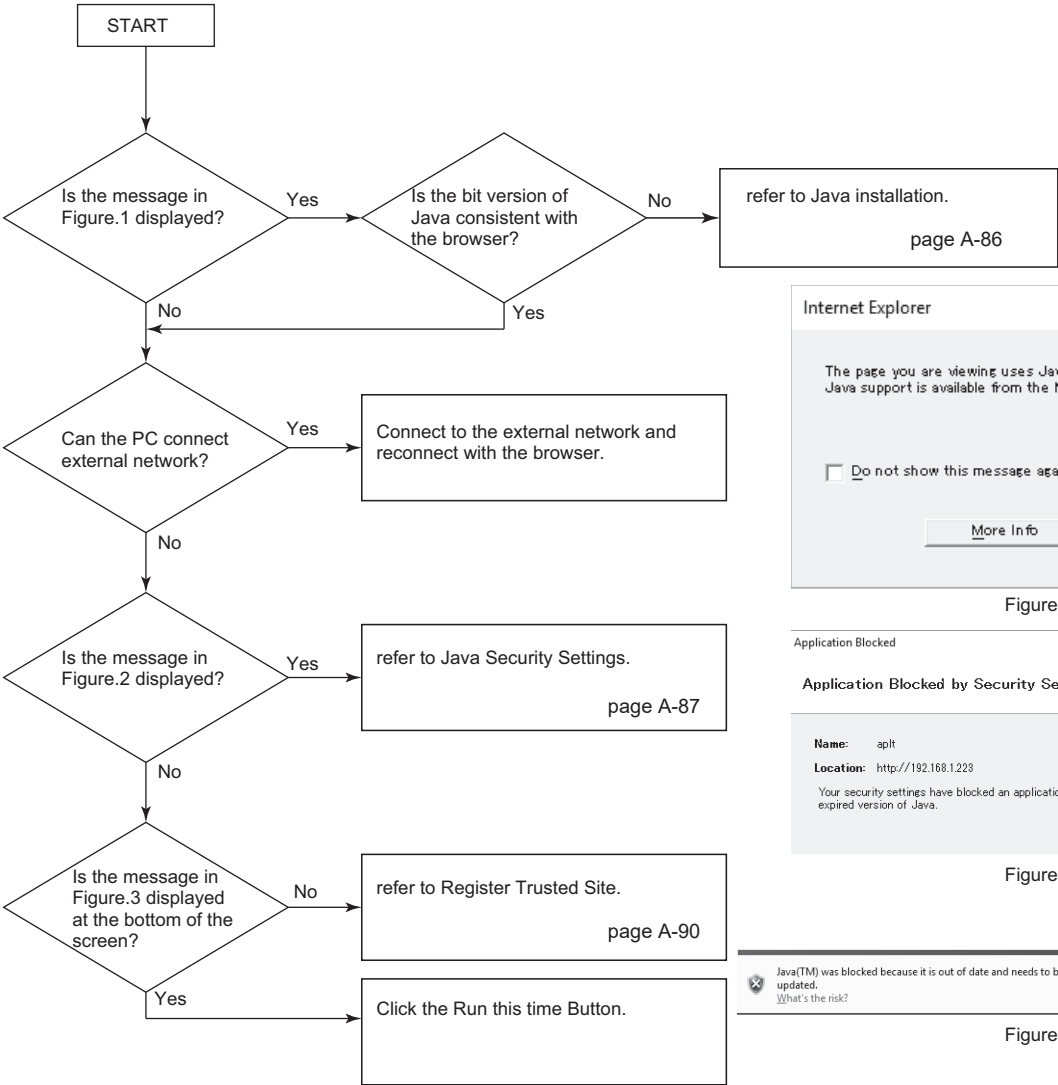 START
Is the message in
Figure.1 displayed?
Yes
Is the bit version of
Java consistent with
the browser?
No
refer to Java installation.
page A-86
No
Yes
Can the PC connect
external network?
Yes
Connect to the external network and
reconnect with the browser.
No
Is the message in
Figure.2 displayed?
Yes
refer to Java Security Settings.
page A-87
No
Is the message in
Figure.3 displayed
at the bottom of the
screen?
No
refer to Register Trusted Site.
page A-90
Yes
Click the Run this time Button.
Internet Explorer
The page you are viewing uses
Java support is available from the
Do not show this message
More Info
Figure
Application Blocked
Application Blocked by Security
Name: aplt
Location: http://192.168.1.223
Your security settings have blocked an
expired version of Java.
Figure
Java(TM) was blocked because it is out of date and needs to
updated.
What's the risk?
Figure